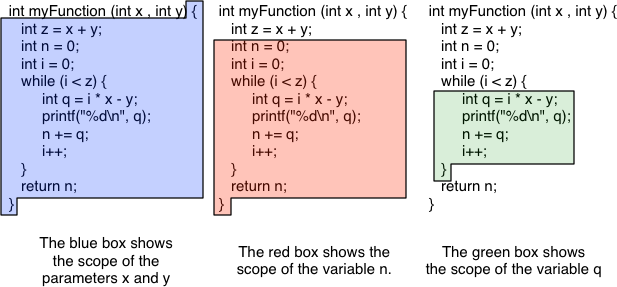 int myFunction (int x , int y) {
int z = x + y;
int n = 0;
int i = 0;
while (i < z) {
int q = i * x - y;
printf("%d\n", q);
n += q;
i++;
}
return n;
}
The blue box shows
the scope of the
parameters x and y
int myFunction (int x , int y) {
int z = x + y;
int n = 0;
int i = 0;
while (i < z) {
int q = i * x - y;
printf("%d\n", q);
n += q;
i++;
}
return n;
}
The red box shows the
scope of the variable n.
int myFunction (int x , int y) {
int z = x + y;
int n = 0;
int i = 0;
while (i < z) {
int q = i * x - y;
printf("%d\n", q);
n += q;
i++;
}
return n;
}
The green box shows
the scope of the variable q